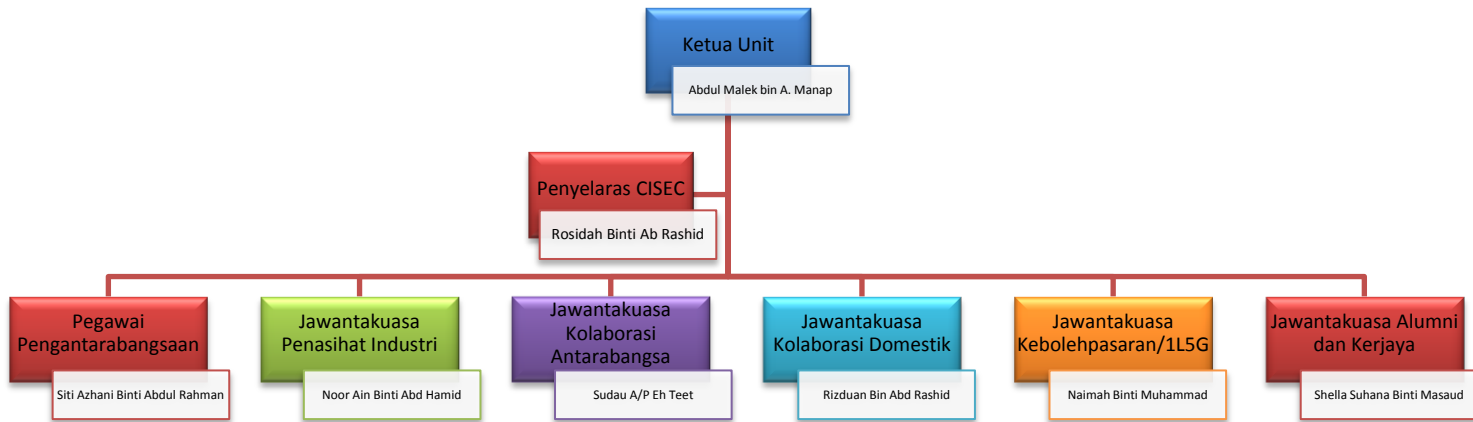 Ketua Unit
Abdul Malek bin A. Manap
Penyelaras CISEC
Rosidah Binti Ab Rashid
Pegawai
Pengantarabangsaan
Siti Azhani Binti Abdul Rahman
Jawantakuasa
Penasihat Industri
Noor Ain Binti Abd Hamid
Jawantakuasa
Kolaborasi
Antarabangsa
Sudau A/P Eh Teet
Jawantakuasa
Kolaborasi Domestik
Rizduan Bin Abd Rashid
Jawantakuasa
Kebolehpasaran/1L5G
Naimah Binti Muhammad
Jawantakuasa Alumni
dan Kerjaya
Shella Suhana Binti Masaud